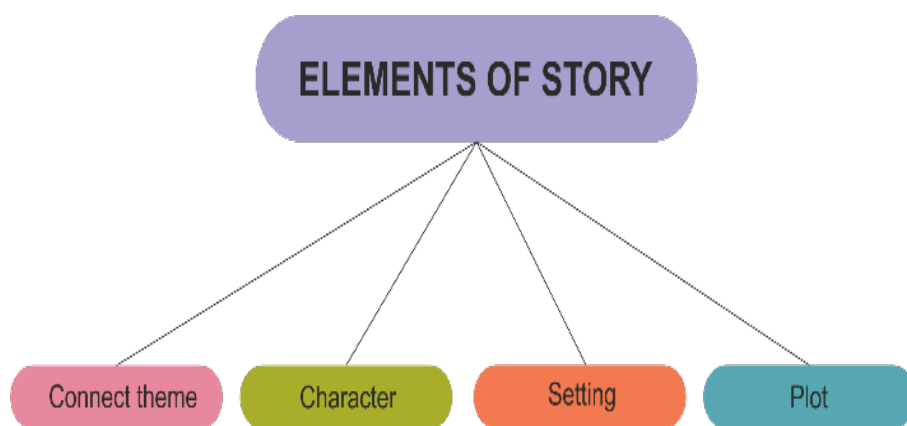 ELEMENTS OF STORY
Connect theme
Character
Setting
Plot